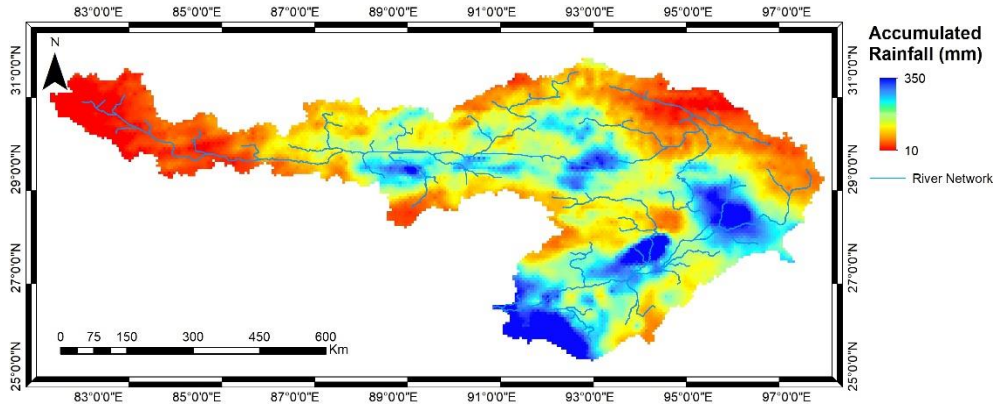 83°0'0"E 85°0'0"E 87°0'0"E 89°0'0"E 91°0'0"E 93°0'0"E 95°0'0"E 97°0'0"E
Accumulated
Rainfall (mm)
350
10
River Network
N
31°0'0"N
29°0'0"N
27°0'0"N
25°0'0"N
31°0'0"N
29°0'0"N
27°0'0"N
25°0'0"N
0 75 150 300 450 600
Km
83°0'0"E 85°0'0"E 87°0'0"E 89°0'0"E 91°0'0"E 93°0'0"E 95°0'0"E 97°0'0"E